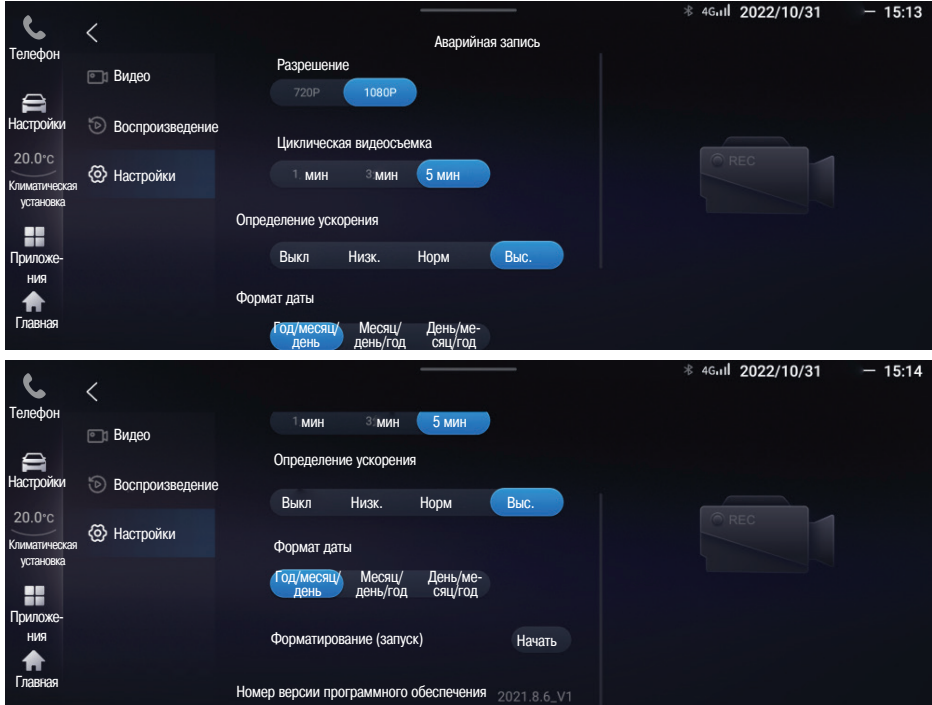 4G 2022/10/31 — 15:13
Телефон
Аварийная запись
Разрешение
Видео
720P 1080P
Настройки
Воспроизведение
Циклическая видеосъемка
20.0°C
REC
Настройки
1 мин 3 мин 5 мин
Климатическая
установка
Определение ускорения
Приложе-
ния
Выкл Низк. Норм Выс.
Формат даты
Главная
Год/месяц/
день
Месяц/
день/год
День/ме-
сяц/год
4G 2022/10/31 — 15:14
Телефон
1 мин 3 мин 5 мин
Видео
Определение ускорения
Настройки
Воспроизведение
Выкл Низк. Норм Выс.
20.0°C
REC
Настройки
Климатическая
установка
Формат даты
Год/месяц/
день
Месяц/
день/год
День/ме-
сяц/год
Приложе-
ния
Форматирование (запуск) Начать
Главная
Номер версии программного обеспечения 2021.8.6_V1